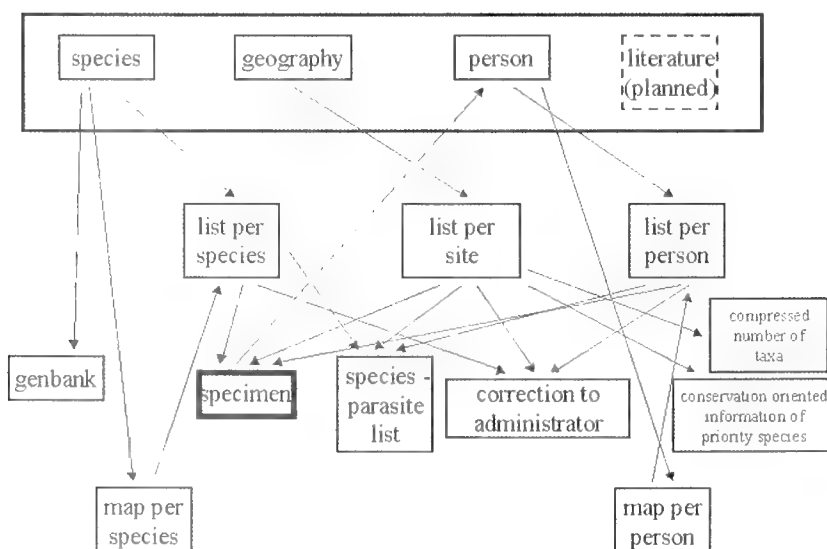 species
geography
person
literature
(planned)
list per
species
list per
site
list per
person
compressed
number of
taxa
genbank
specimen
species -
parasite
list
correction to
administrator
conservation oriented
information of
priority species
map per
species
map per
person